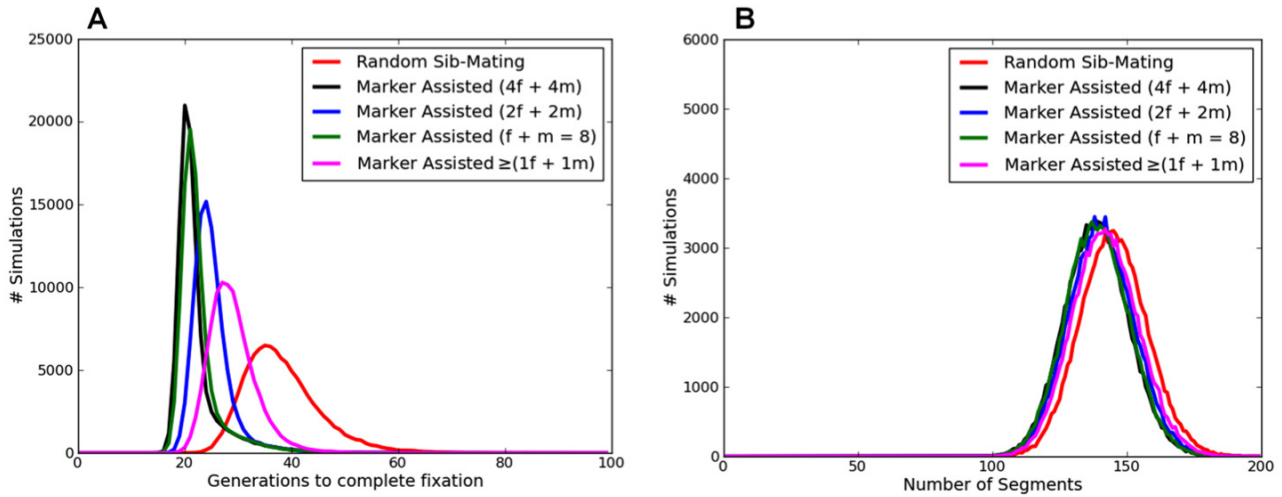 A
25000
20000
15000
10000
5000
0
# Simulations
Random Sib-Mating
Marker Assisted (4f + 4m)
Marker Assisted (2f + 2m)
Marker Assisted (f + m = 8)
Marker Assisted ≥(1f + 1m)
0 20 40 60 80 100
Generations to complete fixation
B
6000
5000
4000
3000
2000
1000
0
# Simulations
Random Sib-Mating
Marker Assisted (4f + 4m)
Marker Assisted (2f + 2m)
Marker Assisted (f + m = 8)
Marker Assisted ≥(1f + 1m)
0 50 100 150 200
Number of Segments